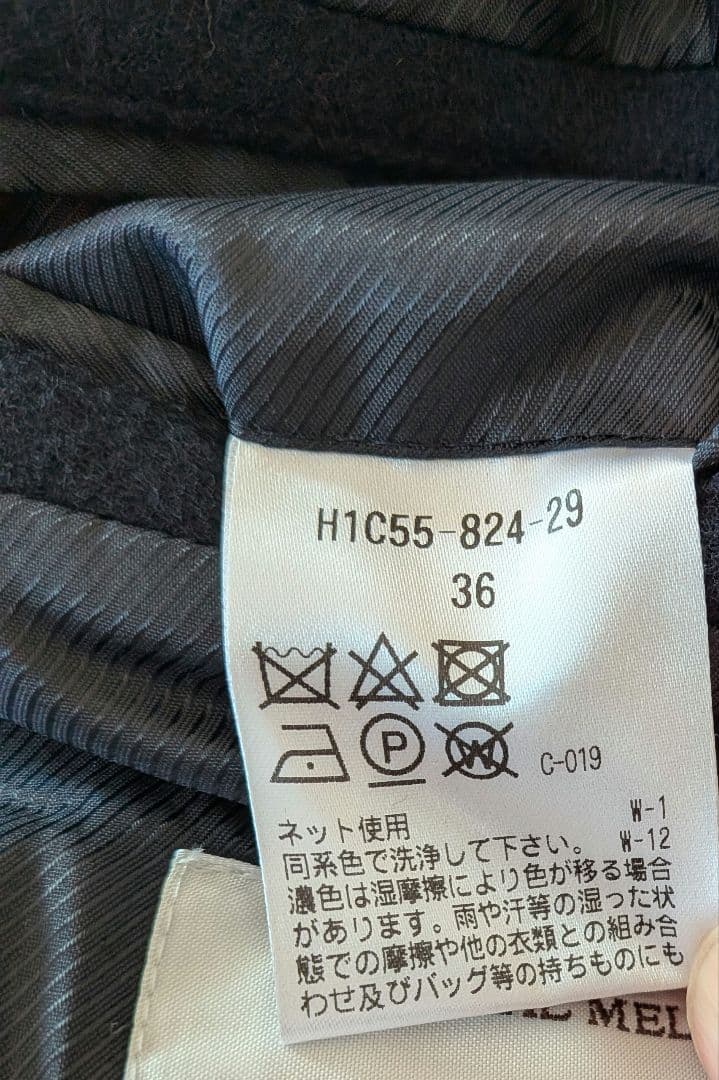 H1C55-824-29
36
P
W
C-019
W-1
ネット使用
W-12
同系色で洗浄して下さい。
濃色は湿摩擦により色が移る場合
があります。雨や汗等の湿った状
態での摩擦や他の衣類との組み合
わせ及びバッグ等の持ちものにも
MEL